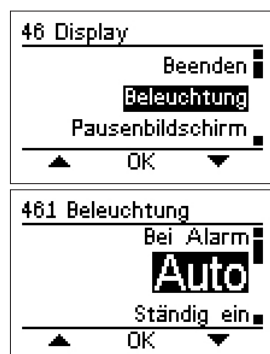 46 Display
Beenden
Beleuchtung
Pausenbildschirm
OK
461 Beleuchtung
Bei Alarm
Auto
Ständig ein
OK